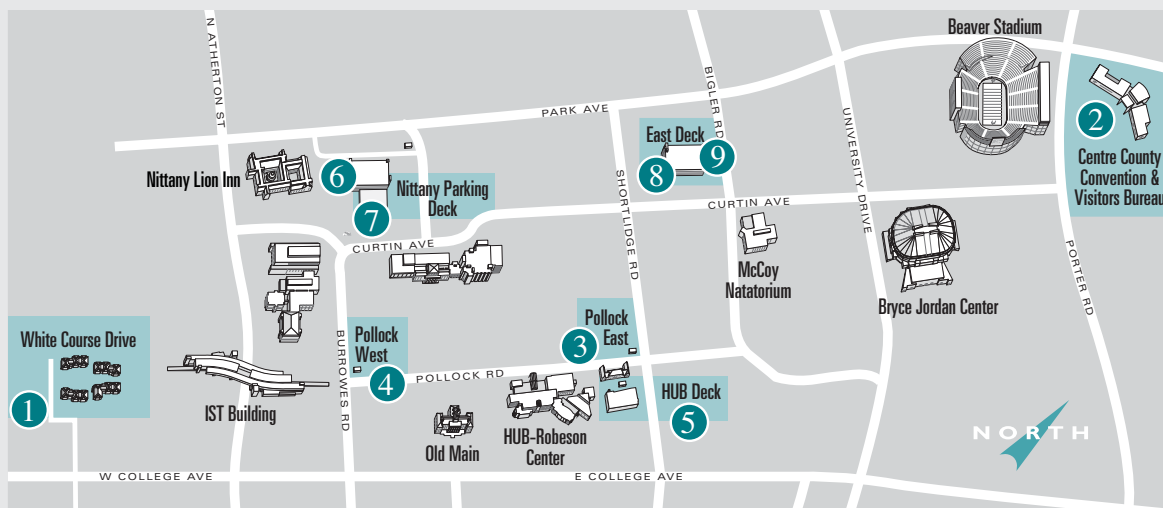 Beaver Stadium
N ATHERTON ST
BIGLER RD
PARK AVE
UNIVERSITY DRIVE
2
East Deck
9
8
Centre County
Convention &
Visitors Bureau
Nittany Lion Inn
6
Nittany Parking
Deck
7
SHORTLIDGE RD
CURTIN AVE
CURTIN AVE
McCoy
Natatorium
PORTER RD
Bryce Jordan Center
White Course Drive
1
BURROWES RD
Pollock
West
4
POLLOCK RD
Pollock
East
3
IST Building
HUB Deck
5
Old Main
HUB-Robeson
Center
NORTH
W COLLEGE AVE
E COLLEGE AVE